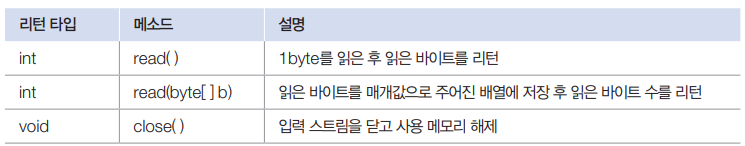 리턴 타입 메소드 설명
int read( ) 1byte를 읽은 후 읽은 바이트를 리턴
int read(byte[ ] b) 읽은 바이트를 매개값으로 주어진 배열에 저장 후 읽은 바이트 수를 리턴
void close( ) 입력 스트림을 닫고 사용 메모리 해제